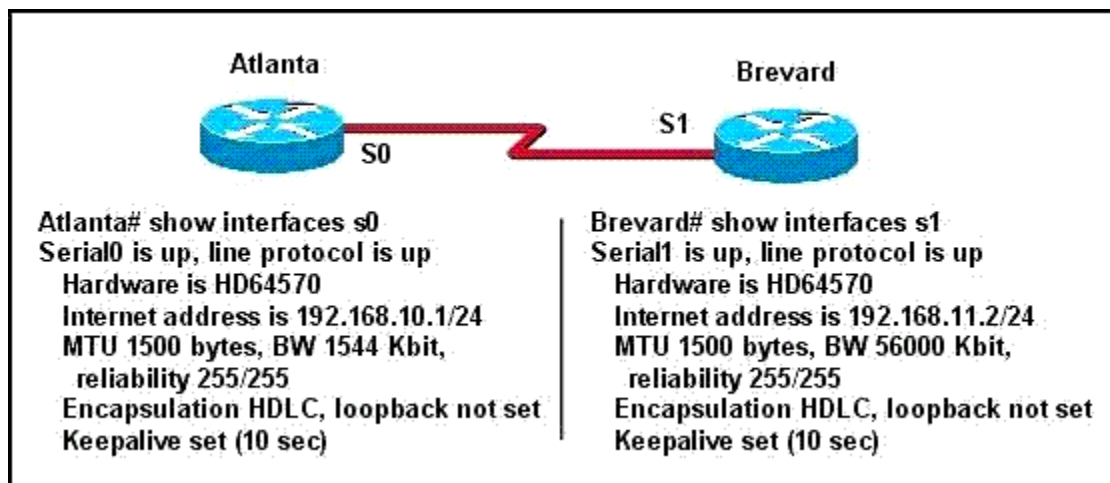 Atlanta
Brevard
S0
S1
Atlanta# show interfaces s0
Serial0 is up, line protocol is up
Hardware is HD64570
Internet address is 192.168.10.1/24
MTU 1500 bytes, BW 1544 Kbit,
reliability 255/255
Encapsulation HDLC, loopback not set
Keepalive set (10 sec)
Brevard# show interfaces s1
Serial1 is up, line protocol is up
Hardware is HD64570
Internet address is 192.168.11.2/24
MTU 1500 bytes, BW 56000 Kbit,
reliability 255/255
Encapsulation HDLC, loopback not set
Keepalive set (10 sec)